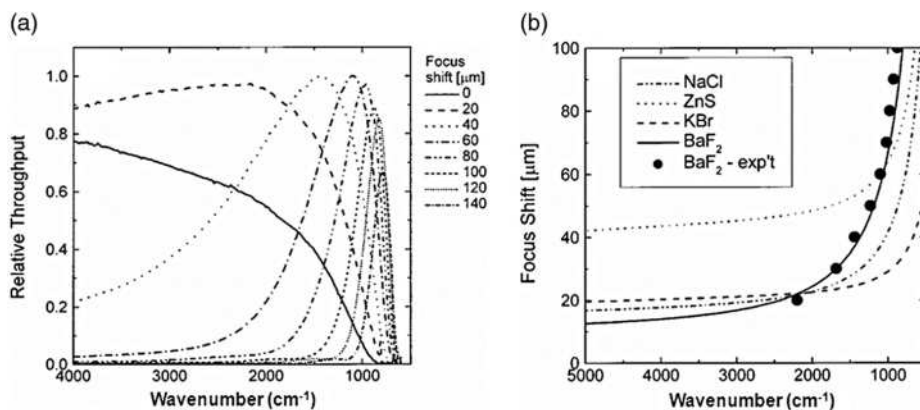 (a)
Relative Throughput
1.0
0.8
0.6
0.4
0.2
0.0
4000 3000 2000 1000
Wavenumber (cm⁻¹)
Focus
shift [μm]
0
20
40
60
80
100
120
140
(b)
Focus Shift [μm]
100
80
60
40
20
0
5000 4000 3000 2000 1000
Wavenumber (cm⁻¹)
NaCl
ZnS
KBr
BaF₂
BaF₂ - exp't